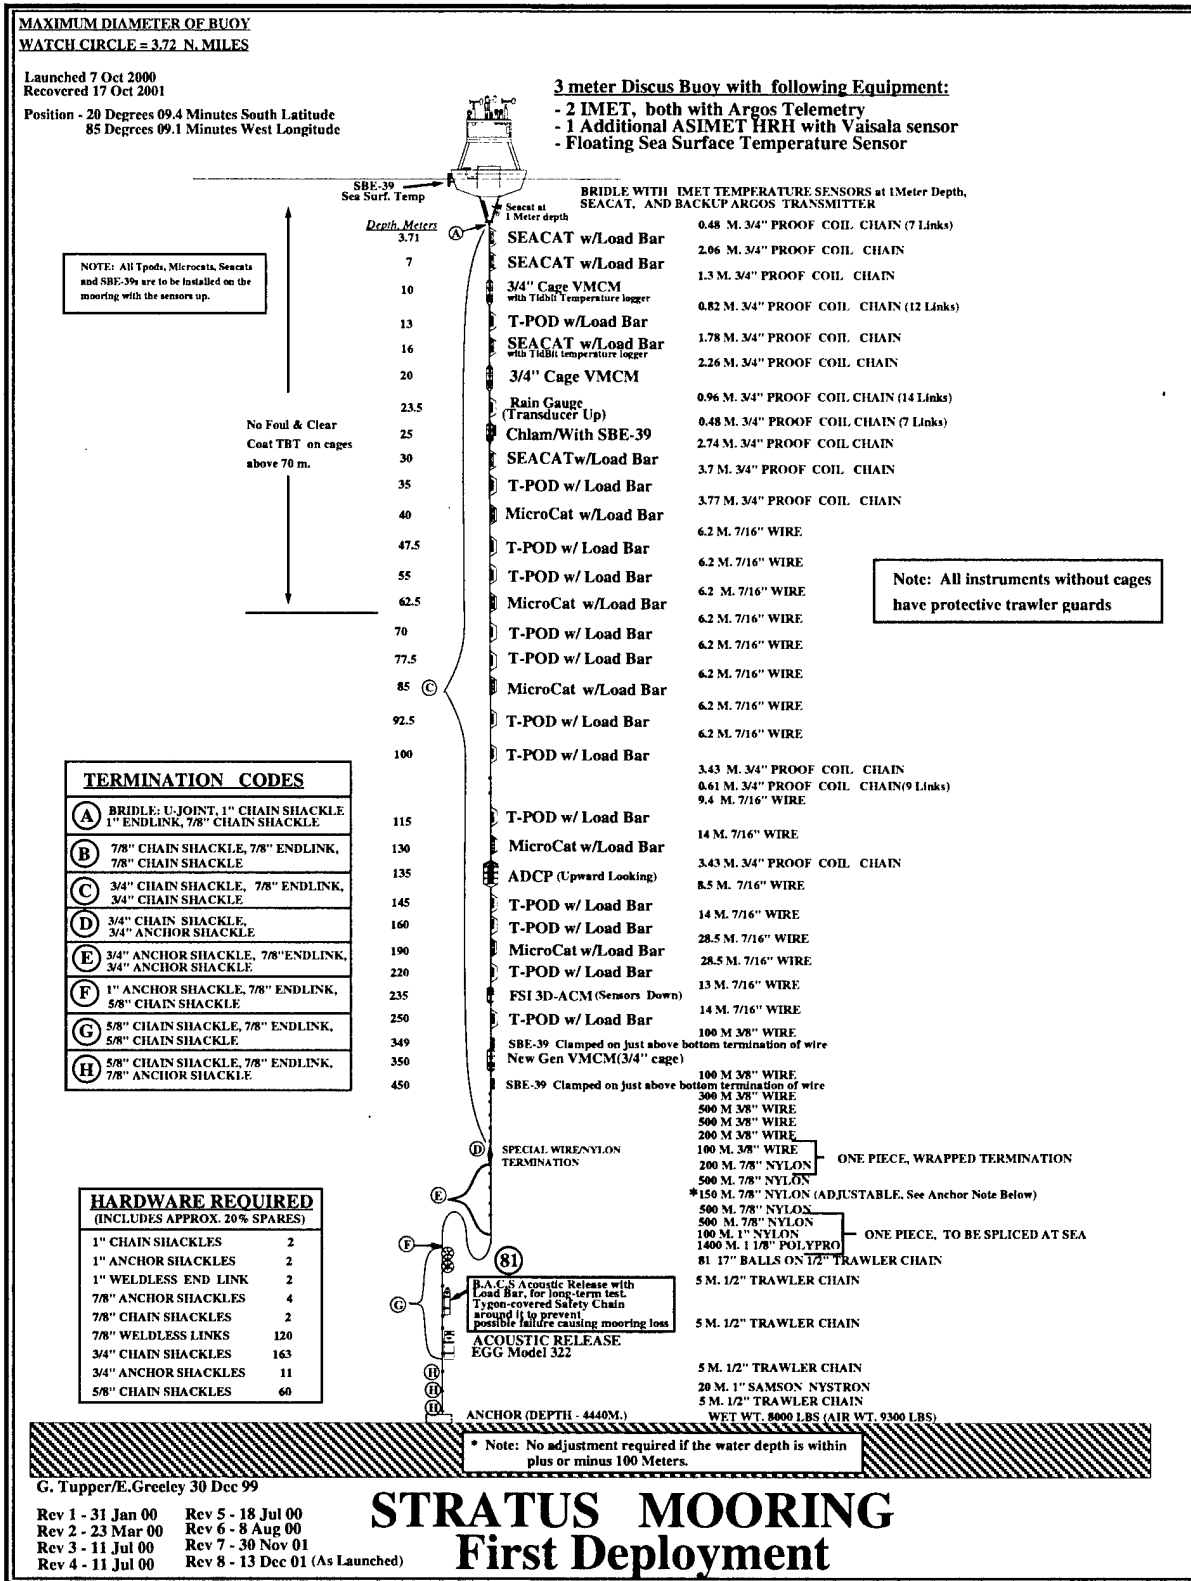 MAXIMUM DIAMETER OF BUOY
WATCH CIRCLE = 3.72 N. MILES
Launched 7 Oct 2000
Recovered 17 Oct 2001
Position - 20 Degrees 09.4 Minutes South Latitude
85 Degrees 09.1 Minutes West Longitude
3 meter Discus Buoy with following Equipment:
- 2 IMET, both with Argos Telemetry
- 1 Additional ASIMET HRH with Vaisala sensor
- Floating Sea Surface Temperature Sensor
SBE-39
Sea Surf. Temp
Seacat at
1 Meter depth
BRIDLE WITH IMET TEMPERATURE SENSORS at 1Meter Depth,
SEACAT, AND BACKUP ARGOS TRANSMITTER
Depth, Meters
A
0.48 M. 3/4" PROOF COIL CHAIN (7 Links)
3.71 SEACAT w/Load Bar
2.06 M. 3/4" PROOF COIL CHAIN
7 SEACAT w/Load Bar
1.3 M. 3/4" PROOF COIL CHAIN
NOTE: All Tpods, Microcats, Seacats
and SBE-39s are to be installed on the
mooring with the sensors up.
10 3/4" Cage VMCM
with Tidbit Temperature logger
0.82 M. 3/4" PROOF COIL CHAIN (12 Links)
13 T-POD w/Load Bar
1.78 M. 3/4" PROOF COIL CHAIN
16 SEACAT w/Load Bar
with TidBit temperature logger
2.26 M. 3/4" PROOF COIL CHAIN
20 3/4" Cage VMCM
0.96 M. 3/4" PROOF COIL CHAIN (14 Links)
23.5 Rain Gauge
(Transducer Up)
0.48 M. 3/4" PROOF COIL CHAIN (7 Links)
No Foul & Clear
Coat TBT on cages
above 70 m.
25 Chlam/With SBE-39
2.74 M. 3/4" PROOF COIL CHAIN
30 SEACATw/Load Bar
3.7 M. 3/4" PROOF COIL CHAIN
35 T-POD w/ Load Bar
3.77 M. 3/4" PROOF COIL CHAIN
40 MicroCat w/Load Bar
6.2 M. 7/16" WIRE
47.5 T-POD w/ Load Bar
6.2 M. 7/16" WIRE
55 T-POD w/ Load Bar
6.2 M. 7/16" WIRE
Note: All instruments without cages
have protective trawler guards
62.5 MicroCat w/Load Bar
6.2 M. 7/16" WIRE
70 T-POD w/ Load Bar
6.2 M. 7/16" WIRE
77.5 T-POD w/ Load Bar
6.2 M. 7/16" WIRE
85 C MicroCat w/Load Bar
6.2 M. 7/16" WIRE
92.5 T-POD w/ Load Bar
6.2 M. 7/16" WIRE
100 T-POD w/ Load Bar
3.43 M. 3/4" PROOF COIL CHAIN
0.61 M. 3/4" PROOF COIL CHAIN(9 Links)
9.4 M. 7/16" WIRE
115 T-POD w/ Load Bar
14 M. 7/16" WIRE
130 MicroCat w/Load Bar
3.43 M. 3/4" PROOF COIL CHAIN
135 ADCP (Upward Looking)
8.5 M. 7/16" WIRE
145 T-POD w/ Load Bar
14 M. 7/16" WIRE
160 T-POD w/ Load Bar
28.5 M. 7/16" WIRE
190 MicroCat w/Load Bar
28.5 M. 7/16" WIRE
220 T-POD w/ Load Bar
13 M. 7/16" WIRE
235 FSI 3D-ACM (Sensors Down)
14 M. 7/16" WIRE
250 T-POD w/ Load Bar
100 M 3/8" WIRE
349 SBE-39 Clamped on just above bottom termination of wire
350 New Gen VMCM(3/4" cage)
100 M 3/8" WIRE
450 SBE-39 Clamped on just above bottom termination of wire
300 M 3/8" WIRE
500 M 3/8" WIRE
500 M 3/8" WIRE
200 M 3/8" WIRE
D SPECIAL WIRE/NYLON
TERMINATION
100 M. 3/8" WIRE
200 M. 7/8" NYLON
ONE PIECE, WRAPPED TERMINATION
500 M. 7/8" NYLON
E
*150 M. 7/8" NYLON (ADJUSTABLE. See Anchor Note Below)
500 M. 7/8" NYLON
500 M. 7/8" NYLON
100 M. 1" NYLON
1400 M. 1 1/8" POLYPRO
ONE PIECE, TO BE SPLICED AT SEA
F
81
81 17" BALLS ON 1/2" TRAWLER CHAIN
5 M. 1/2" TRAWLER CHAIN
G
B.A.C.S Acoustic Release with
Load Bar, for long-term test.
Tygon-covered Safety Chain
around it to prevent
possible failure causing mooring loss
5 M. 1/2" TRAWLER CHAIN
ACOUSTIC RELEASE
EGG Model 322
5 M. 1/2" TRAWLER CHAIN
H
20 M. 1" SAMSON NYSTRON
H
5 M. 1/2" TRAWLER CHAIN
H
ANCHOR (DEPTH - 4440M.)
WET WT. 8000 LBS (AIR WT. 9300 LBS)
TERMINATION CODES
A BRIDLE: U-JOINT, 1" CHAIN SHACKLE
1" ENDLINK, 7/8" CHAIN SHACKLE
B 7/8" CHAIN SHACKLE, 7/8" ENDLINK,
7/8" CHAIN SHACKLE
C 3/4" CHAIN SHACKLE, 7/8" ENDLINK,
3/4" CHAIN SHACKLE
D 3/4" CHAIN SHACKLE,
3/4" ANCHOR SHACKLE
E 3/4" ANCHOR SHACKLE, 7/8"ENDLINK,
3/4" ANCHOR SHACKLE
F 1" ANCHOR SHACKLE, 7/8" ENDLINK,
5/8" CHAIN SHACKLE
G 5/8" CHAIN SHACKLE, 7/8" ENDLINK,
5/8" CHAIN SHACKLE
H 5/8" CHAIN SHACKLE, 7/8" ENDLINK,
7/8" ANCHOR SHACKLE
HARDWARE REQUIRED
(INCLUDES APPROX. 20% SPARES)
1" CHAIN SHACKLES 2
1" ANCHOR SHACKLES 2
1" WELDLESS END LINK 2
7/8" ANCHOR SHACKLES 4
7/8" CHAIN SHACKLES 2
7/8" WELDLESS LINKS 120
3/4" CHAIN SHACKLES 163
3/4" ANCHOR SHACKLES 11
5/8" CHAIN SHACKLES 60
* Note: No adjustment required if the water depth is within
plus or minus 100 Meters.
G. Tupper/E.Greeley 30 Dec 99
Rev 1 - 31 Jan 00 Rev 5 - 18 Jul 00
Rev 2 - 23 Mar 00 Rev 6 - 8 Aug 00
Rev 3 - 11 Jul 00 Rev 7 - 30 Nov 01
Rev 4 - 11 Jul 00 Rev 8 - 13 Dec 01 (As Launched)
STRATUS MOORING
First Deployment